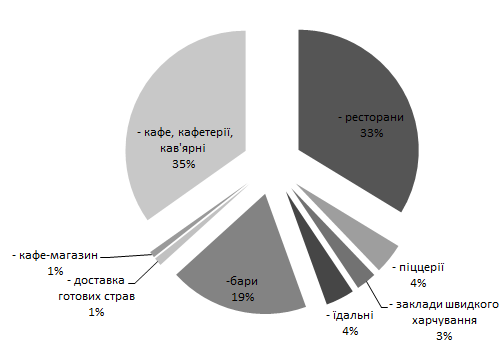 - ресторани
33%
- піццерії
4%
- заклади швидкого
харчування
3%
- їдальні
4%
-бари
19%
- доставка
готових страв
1%
- кафе-магазин
1%
- кафе, кафетерії,
кав'ярні
35%